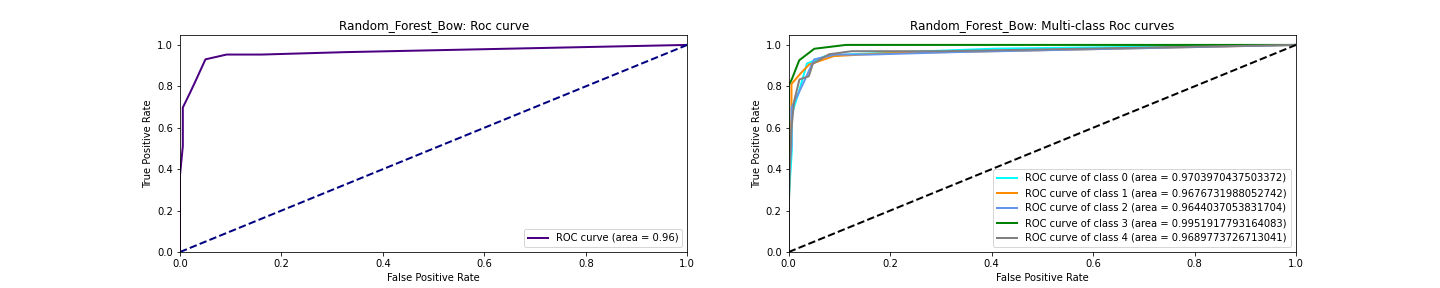 Random_Forest_Bow: Roc curve
1.0
0.8
0.6
0.4
0.2
0.0
True Positive Rate
ROC curve (area = 0.96)
0.0 0.2 0.4 0.6 0.8 1.0
False Positive Rate
Random_Forest_Bow: Multi-class Roc curves
1.0
0.8
0.6
0.4
0.2
0.0
True Positive Rate
ROC curve of class 0 (area = 0.9703970437503372)
ROC curve of class 1 (area = 0.9676731988052742)
ROC curve of class 2 (area = 0.9644037053831704)
ROC curve of class 3 (area = 0.9951917793164083)
ROC curve of class 4 (area = 0.9689773726713041)
0.0 0.2 0.4 0.6 0.8 1.0
False Positive Rate